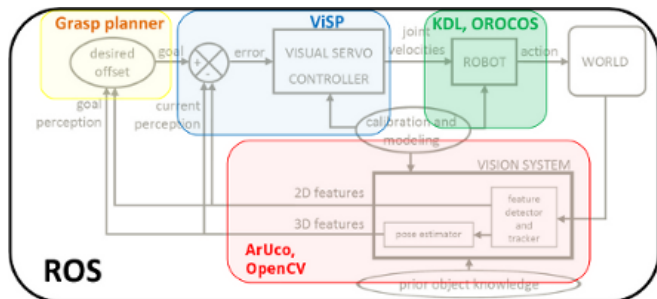 Grasp planner
ViSP
KDL, OROCOS
desired
offset
goal
+
-
error
VISUAL SERVO
CONTROLLER
joint
velocities
ROBOT
action
WORLD
goal
perception
current
perception
calibration and
modeling
VISION SYSTEM
2D features
3D features
pose estimator
feature
detector
and
tracker
ArUco,
OpenCV
ROS
prior object knowledge